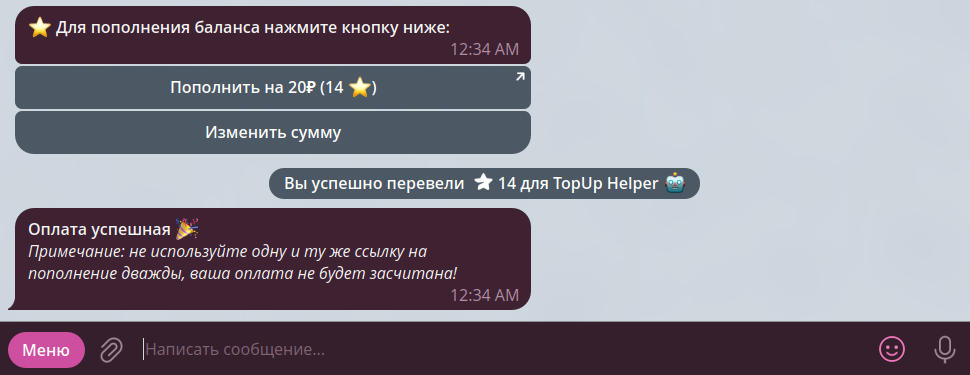 ⭐ Для пополнения баланса нажмите кнопку ниже:
12:34 AM
Пополнить на 20₽ (14 ⭐)
Изменить сумму
Вы успешно перевели ⭐ 14 для TopUp Helper 🤖
Оплата успешная 🎉
Примечание: не используйте одну и ту же ссылку на
пополнение дважды, ваша оплата не будет засчитана!
12:34 AM
Меню
Написать сообщение...